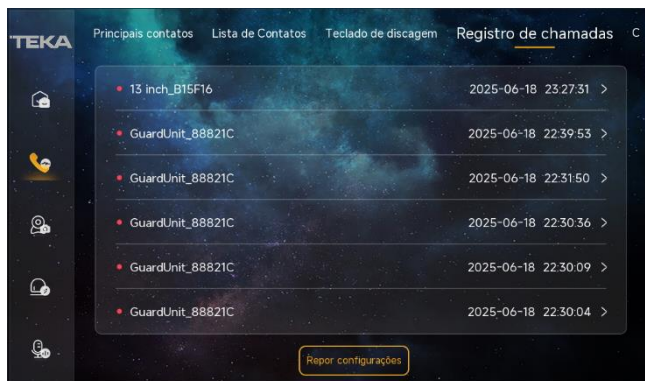 TEKA
Principais contatos Lista de Contatos Teclado de discagem Registro de chamadas C
13 inch_B15F16 2025-06-18 23:27:31 >
GuardUnit_88821C 2025-06-18 22:39:53 >
GuardUnit_88821C 2025-06-18 22:31:50 >
GuardUnit_88821C 2025-06-18 22:30:36 >
GuardUnit_88821C 2025-06-18 22:30:09 >
GuardUnit_88821C 2025-06-18 22:30:04 >
Repor configurações